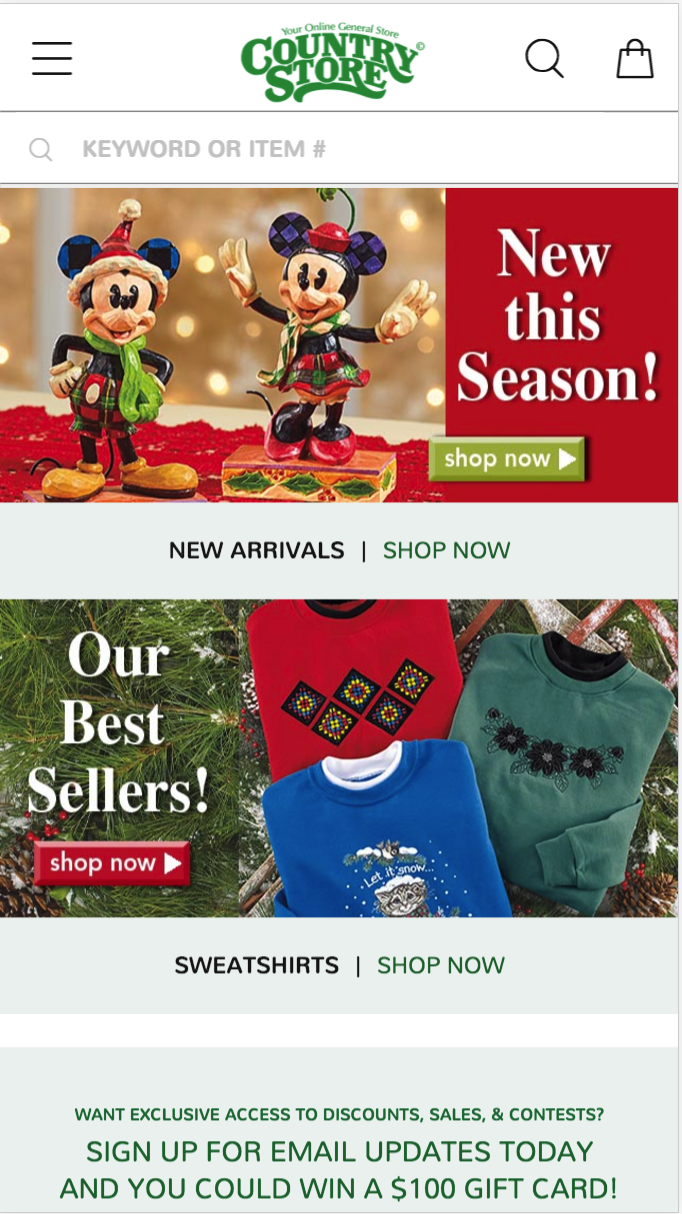 Your Online General Store
COUNTRY
STORE©
KEYWORD OR ITEM #
New
this
Season!
shop now
NEW ARRIVALS | SHOP NOW
Our
Best
Sellers!
shop now
Let it snow...
SWEATSHIRTS | SHOP NOW
WANT EXCLUSIVE ACCESS TO DISCOUNTS, SALES, & CONTESTS?
SIGN UP FOR EMAIL UPDATES TODAY
AND YOU COULD WIN A $100 GIFT CARD!